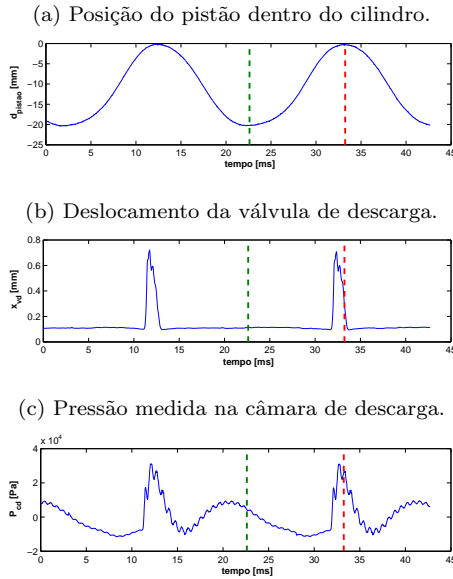 (a) Posição do pistão dentro do cilindro.
0
−5
−10
−15
−20
−25
d_pistao [mm]
0 5 10 15 20 25 30 35 40 45
tempo [ms]
(b) Deslocamento da válvula de descarga.
0.8
0.6
0.4
0.2
0
x_vd [mm]
0 5 10 15 20 25 30 35 40 45
tempo [ms]
(c) Pressão medida na câmara de descarga.
x 10^4
4
2
0
−2
P_cd [Pa]
0 5 10 15 20 25 30 35 40 45
tempo [ms]